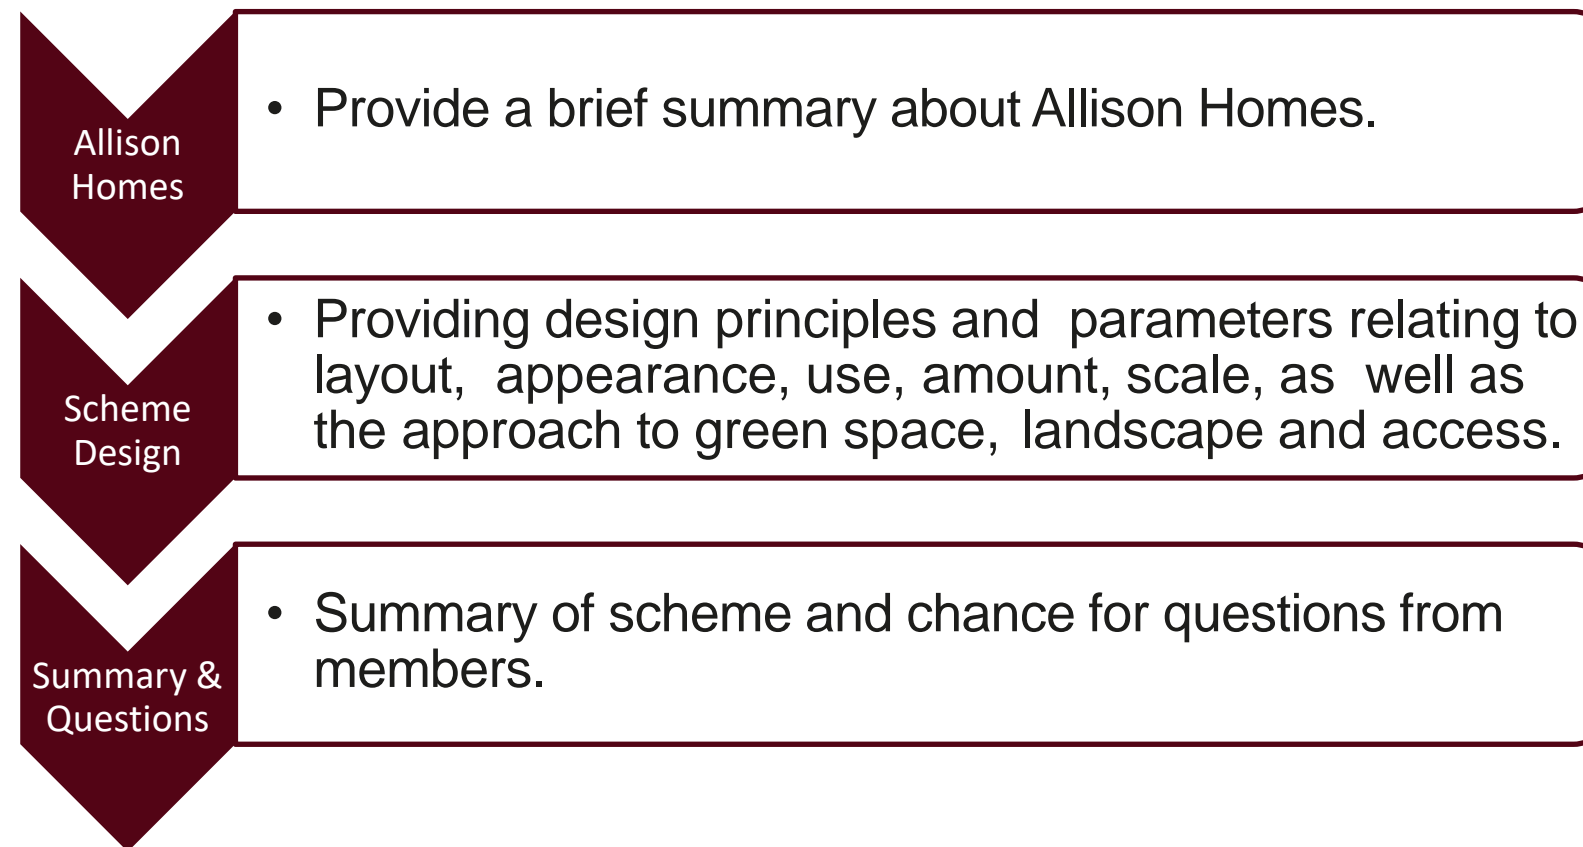 Allison
Homes
• Provide a brief summary about Allison Homes.
Scheme
Design
• Providing design principles and parameters relating to
layout, appearance, use, amount, scale, as well as
the approach to green space, landscape and access.
Summary &
Questions
• Summary of scheme and chance for questions from
members.